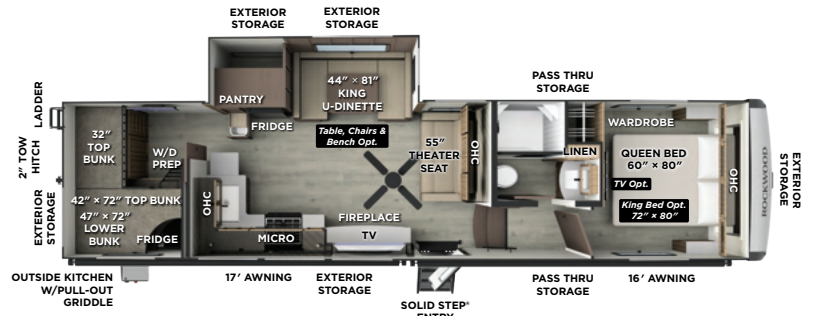 EXTERIOR
STORAGE
EXTERIOR
STORAGE
PASS THRU
STORAGE
LADDER
2" TOW
HITCH
EXTERIOR
STORAGE
PANTRY
FRIDGE
44" × 81"
KING
U-DINETTE
Table, Chairs &
Bench Opt.
32"
TOP
BUNK
W/D
PREP
42" × 72" TOP BUNK
47" × 72"
LOWER
BUNK
FRIDGE
OHC
MICRO
FIREPLACE
TV
55"
THEATER
SEAT
OHC
LINEN
WARDROBE
QUEEN BED
60" × 80"
TV Opt.
King Bed Opt.
72" × 80"
OHC
ROCKWOOD
EXTERIOR
STORAGE
OUTSIDE KITCHEN
W/PULL-OUT
GRIDDLE
17' AWNING
EXTERIOR
STORAGE
SOLID STEP®
ENTRY
PASS THRU
STORAGE
16' AWNING